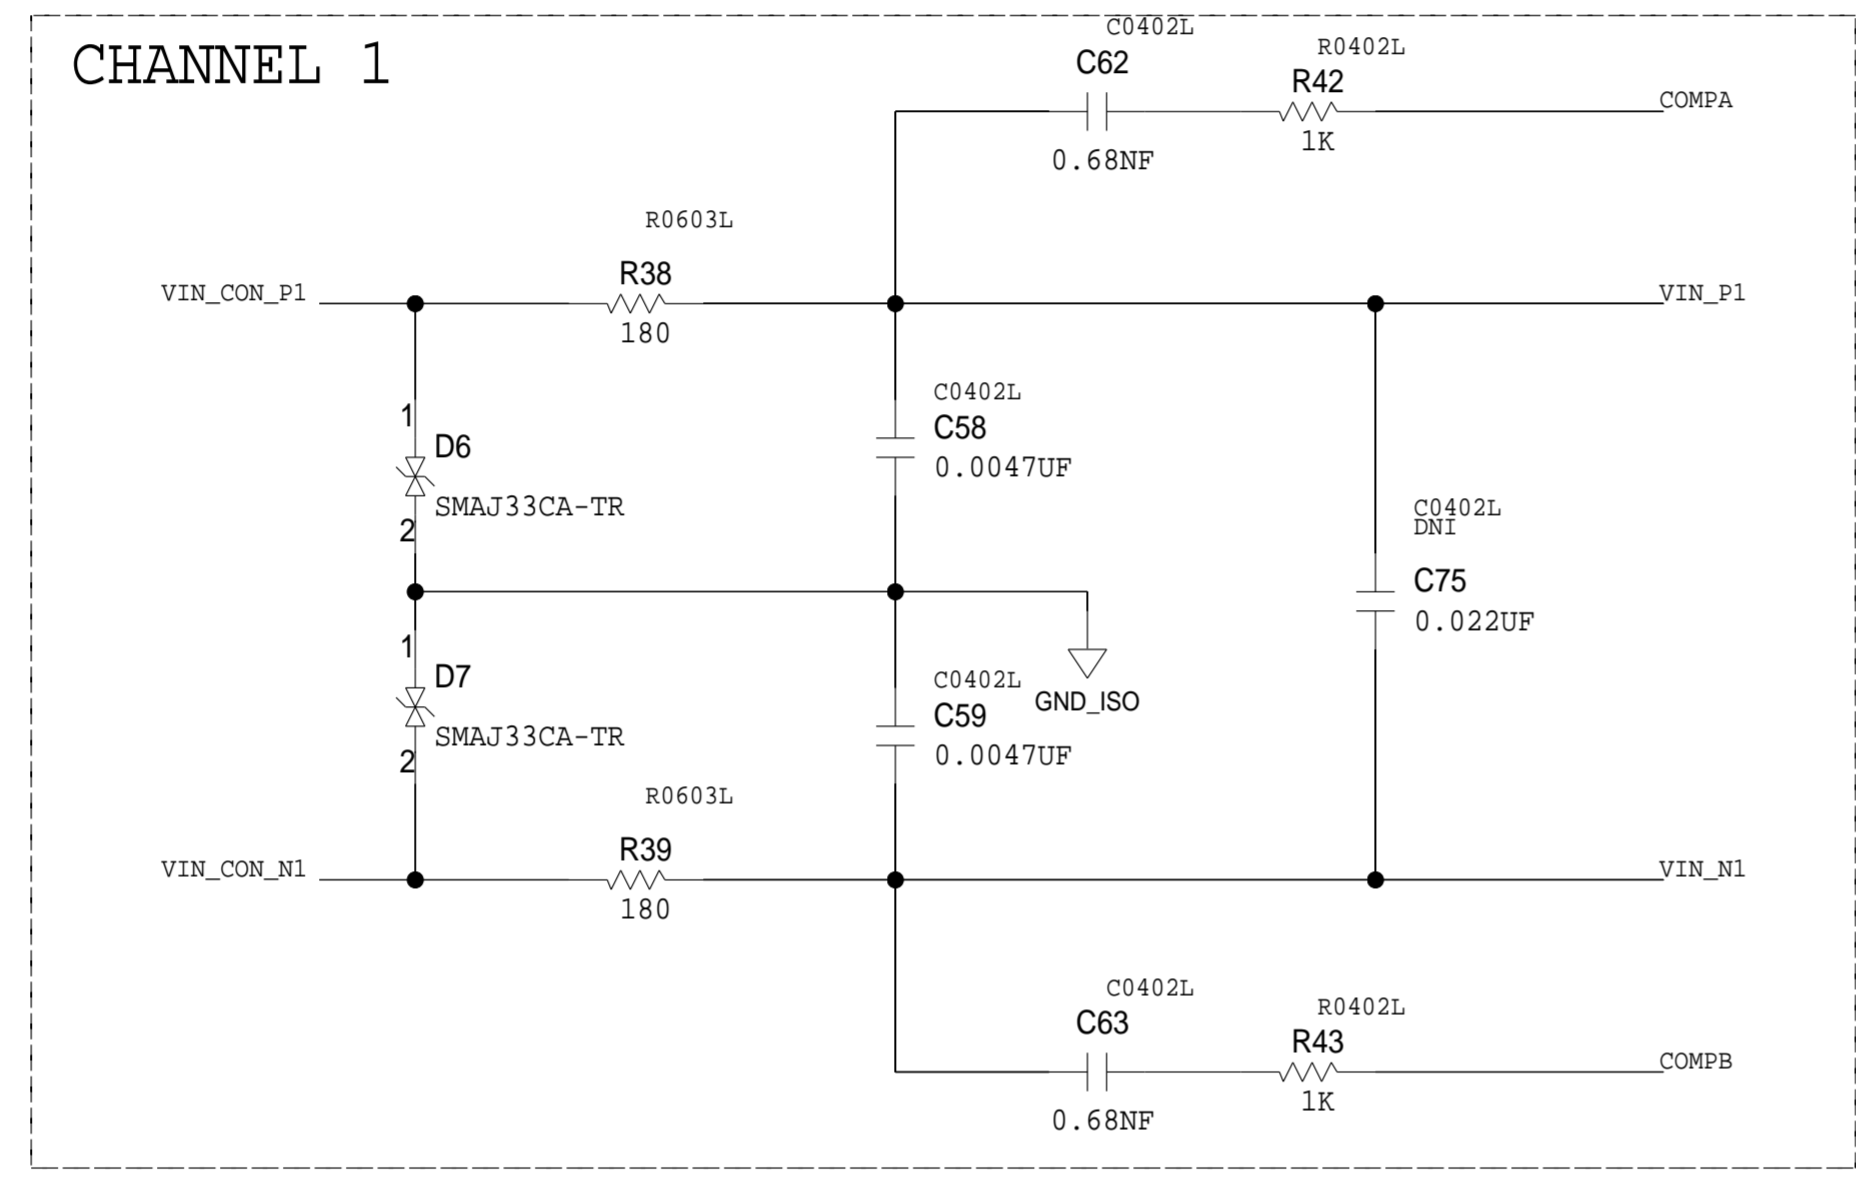 CHANNEL 1
C0402L
C62
0.68NF
R0402L
R42
1K
COMPA
R0603L
VIN_CON_P1
R38
180
VIN_P1
1
D6
SMAJ33CA-TR
2
C0402L
C58
0.0047UF
C0402L
DNI
C75
0.022UF
1
D7
SMAJ33CA-TR
2
C0402L
C59
0.0047UF
GND_ISO
R0603L
VIN_CON_N1
R39
180
VIN_N1
C0402L
C63
0.68NF
R0402L
R43
1K
COMPB